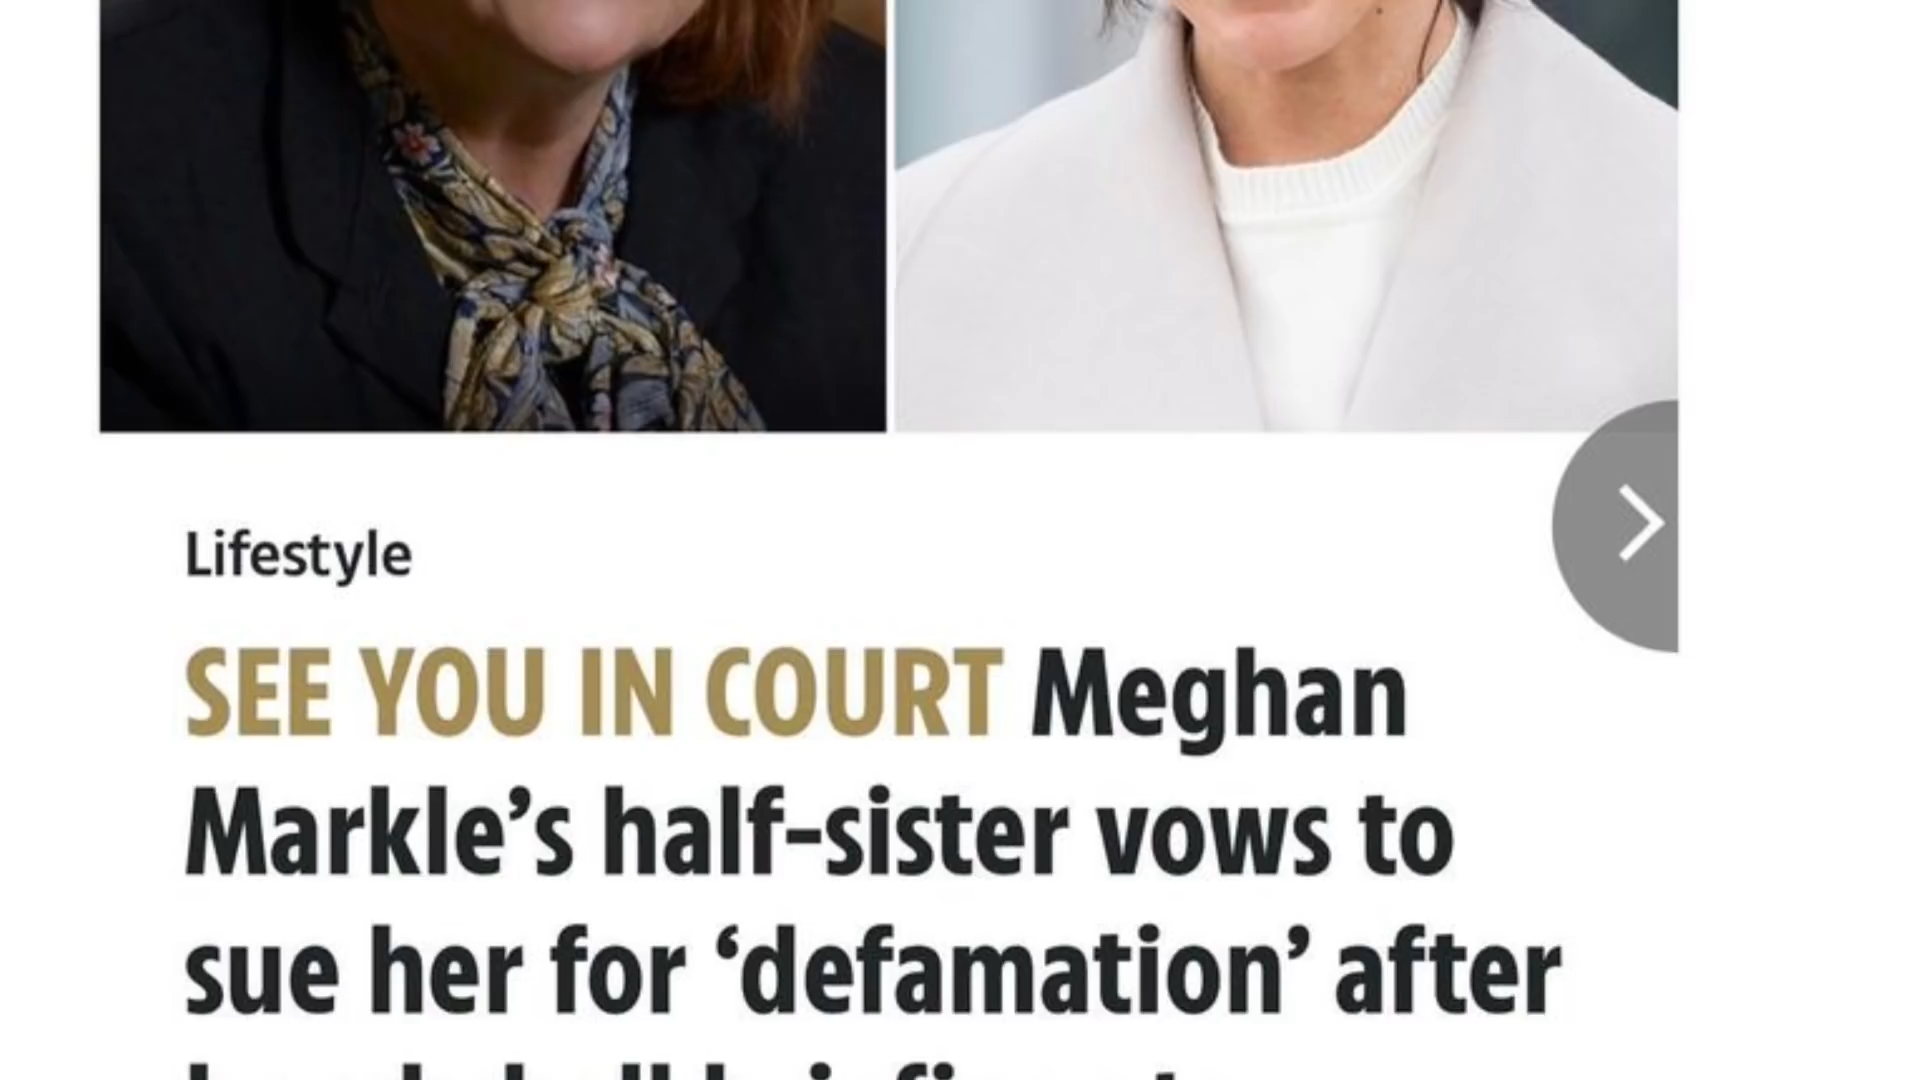 Lifestyle
SEE YOU IN COURT Meghan
Markle’s half-sister vows to
sue her for ‘defamation’ after